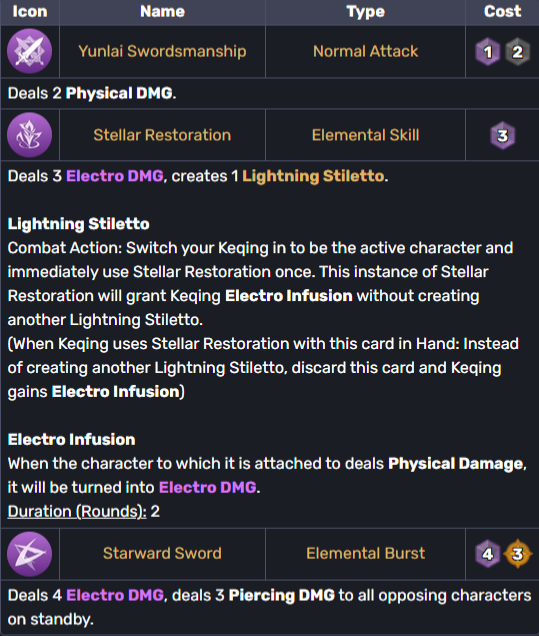 Icon Name Type Cost
Yunlai Swordsmanship Normal Attack 1 2
Deals 2 Physical DMG.
Stellar Restoration Elemental Skill 3
Deals 3 Electro DMG, creates 1 Lightning Stiletto.
Lightning Stiletto
Combat Action: Switch your Keqing in to be the active character and
immediately use Stellar Restoration once. This instance of Stellar
Restoration will grant Keqing Electro Infusion without creating
another Lightning Stiletto.
(When Keqing uses Stellar Restoration with this card in Hand: Instead
of creating another Lightning Stiletto, discard this card and Keqing
gains Electro Infusion)
Electro Infusion
When the character to which it is attached to deals Physical Damage,
it will be turned into Electro DMG.
Duration (Rounds): 2
Starward Sword Elemental Burst 4 3
Deals 4 Electro DMG, deals 3 Piercing DMG to all opposing characters
on standby.